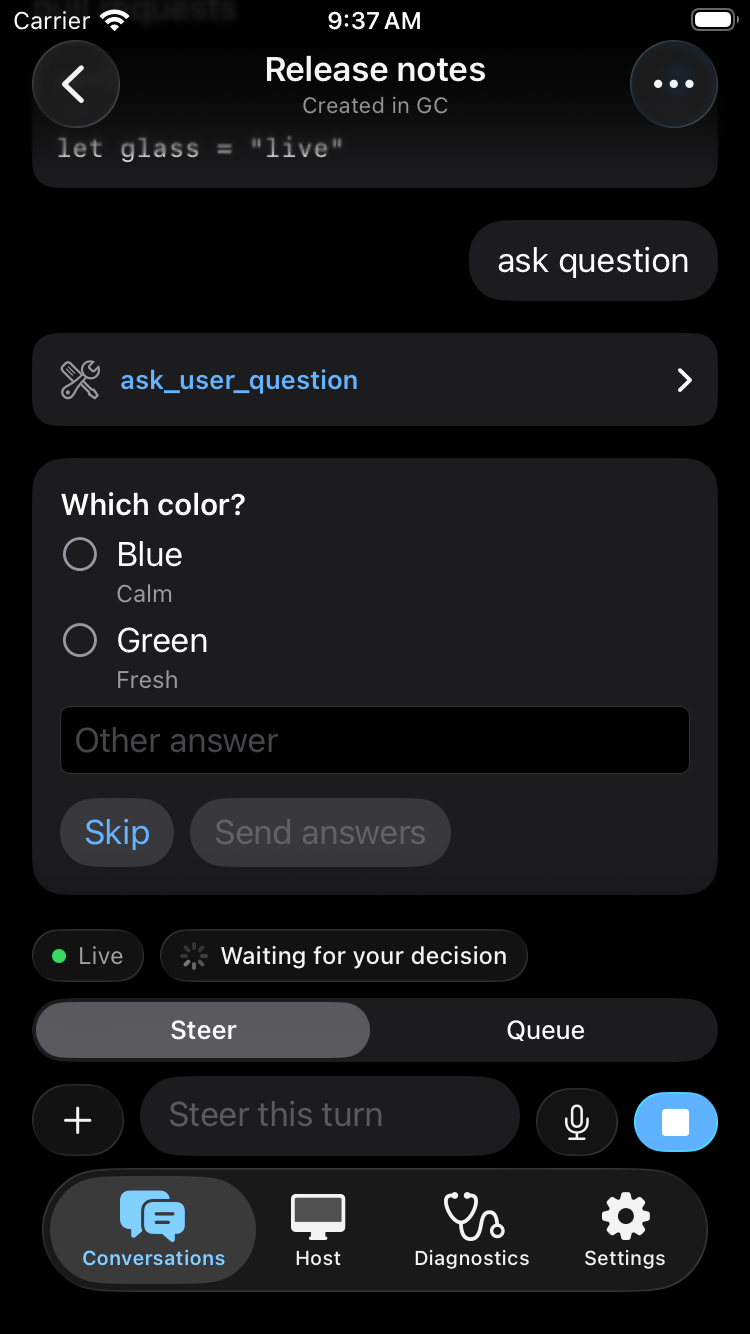 Carrier
9:37 AM
pull requests
Release notes
Created in GC
let glass = "live"
ask question
ask_user_question
Which color?
Blue
Calm
Green
Fresh
Other answer
Skip
Send answers
Live
Waiting for your decision
Steer
Queue
Steer this turn
Conversations
Host
Diagnostics
Settings